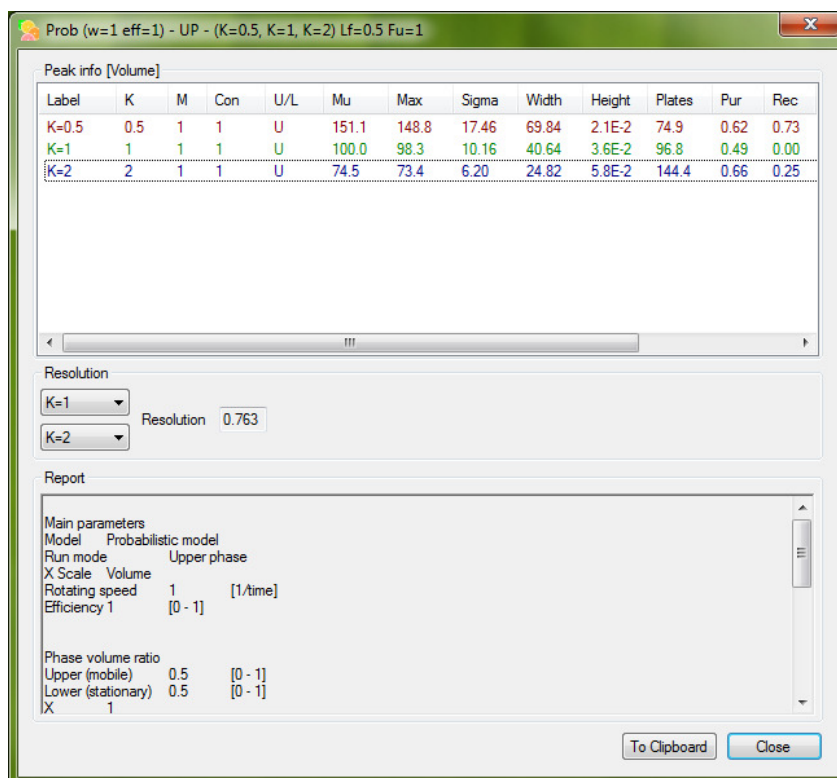 Prob (w=1 eff=1) - UP - (K=0.5, K=1, K=2) Lf=0.5 Fu=1
Peak info [Volume]
Label K M Con U/L Mu Max Sigma Width Height Plates Pur Rec
K=0.5 0.5 1 1 U 151.1 148.8 17.46 69.84 2.1E-2 74.9 0.62 0.73
K=1 1 1 1 U 100.0 98.3 10.16 40.64 3.6E-2 96.8 0.49 0.00
K=2 2 1 1 U 74.5 73.4 6.20 24.82 5.8E-2 144.4 0.66 0.25
Resolution
K=1
Resolution 0.763
K=2
Report
Main parameters
Model Probabilistic model
Run mode Upper phase
X Scale Volume
Rotating speed 1 [1/time]
Efficiency 1 [0 - 1]
Phase volume ratio
Upper (mobile) 0.5 [0 - 1]
Lower (stationary) 0.5 [0 - 1]
X 1
To Clipboard Close